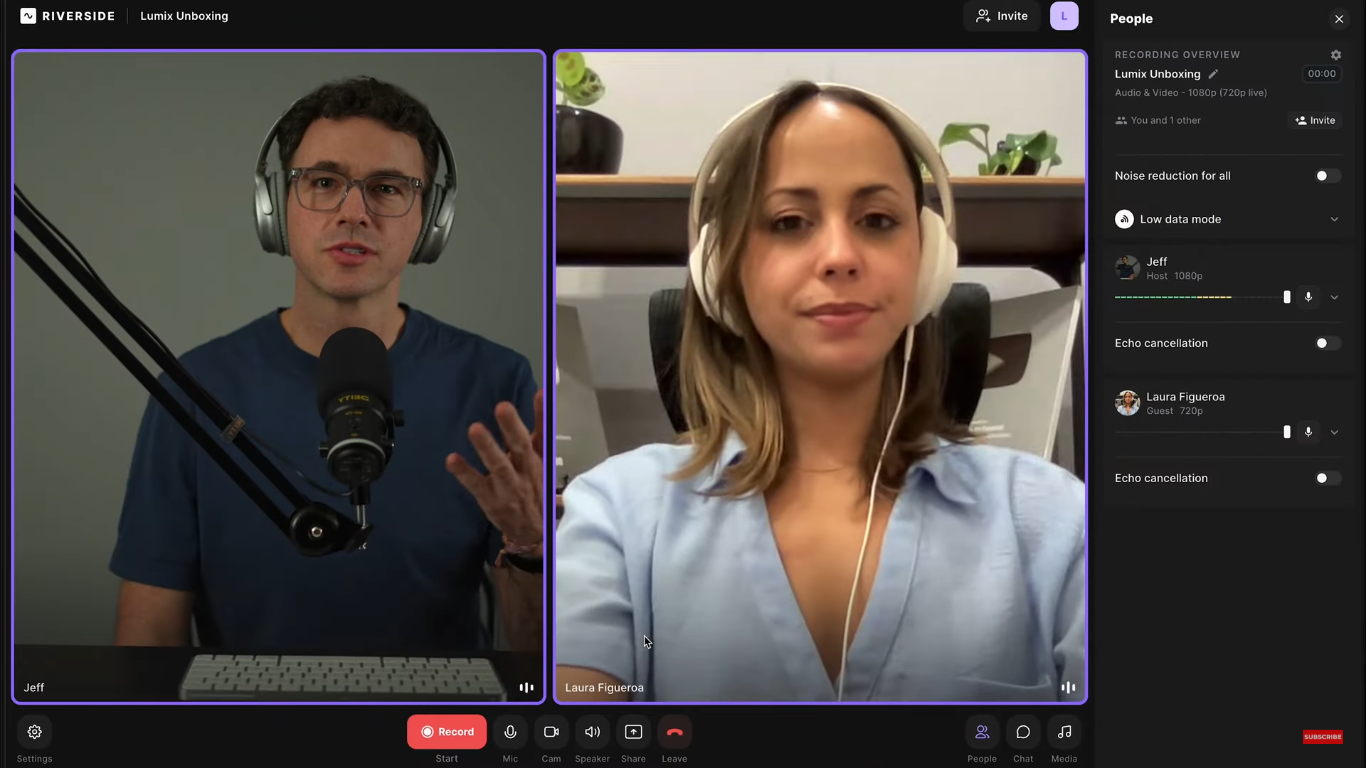 RIVERSIDE
Lumix Unboxing
Invite
L
People
RECORDING OVERVIEW
Lumix Unboxing
00:00
Audio & Video - 1080p (720p live)
You and 1 other
Invite
Noise reduction for all
Low data mode
Jeff
Host 1080p
Echo cancellation
Laura Figueroa
Guest 720p
Echo cancellation
Jeff
Laura Figueroa
Record
Settings
Start
Mic
Cam
Speaker
Share
Leave
People
Chat
Media
SUBSCRIBE